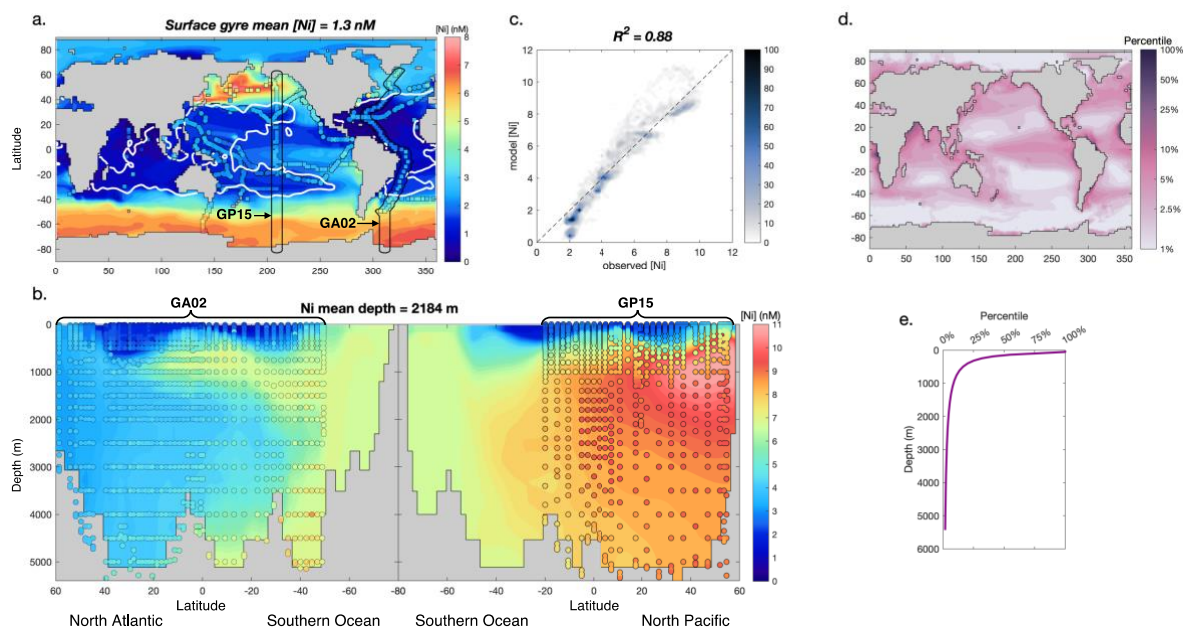 a.
Surface gyre mean [Ni] = 1.3 nM
[Ni] (nM)
8
7
6
5
4
3
2
1
0
Latitude
80
60
40
20
0
-20
-40
-60
-80
GP15
GA02
0 50 100 150 200 250 300 350
c.
R² = 0.88
model [Ni]
12
10
8
6
4
2
0
0 2 4 6 8 10 12
observed [Ni]
100
90
80
70
60
50
40
30
20
10
0
d.
Percentile
100%
50%
25%
10%
5%
2.5%
1%
80
60
40
20
0
-20
-40
-60
-80
0 50 100 150 200 250 300 350
b.
GA02
Ni mean depth = 2184 m
GP15
[Ni] (nM)
11
10
9
8
7
6
5
4
3
2
1
0
Depth (m)
0
1000
2000
3000
4000
5000
60 40 20 0 -20 -40 -60 -80 -60 -40 -20 -0 20 40 60
Latitude
Latitude
North Atlantic
Southern Ocean
Southern Ocean
North Pacific
e.
Percentile
0% 25% 50% 75% 100%
Depth (m)
0
1000
2000
3000
4000
5000
6000